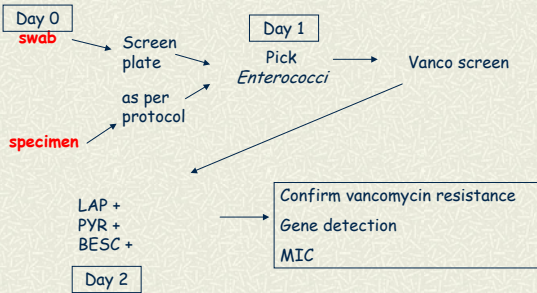 Day 0
swab
Screen
plate
as per
protocol
specimen
Day 1
Pick
Enterococci
Vanco screen
LAP +
PYR +
BESC +
Day 2
Confirm vancomycin resistance
Gene detection
MIC